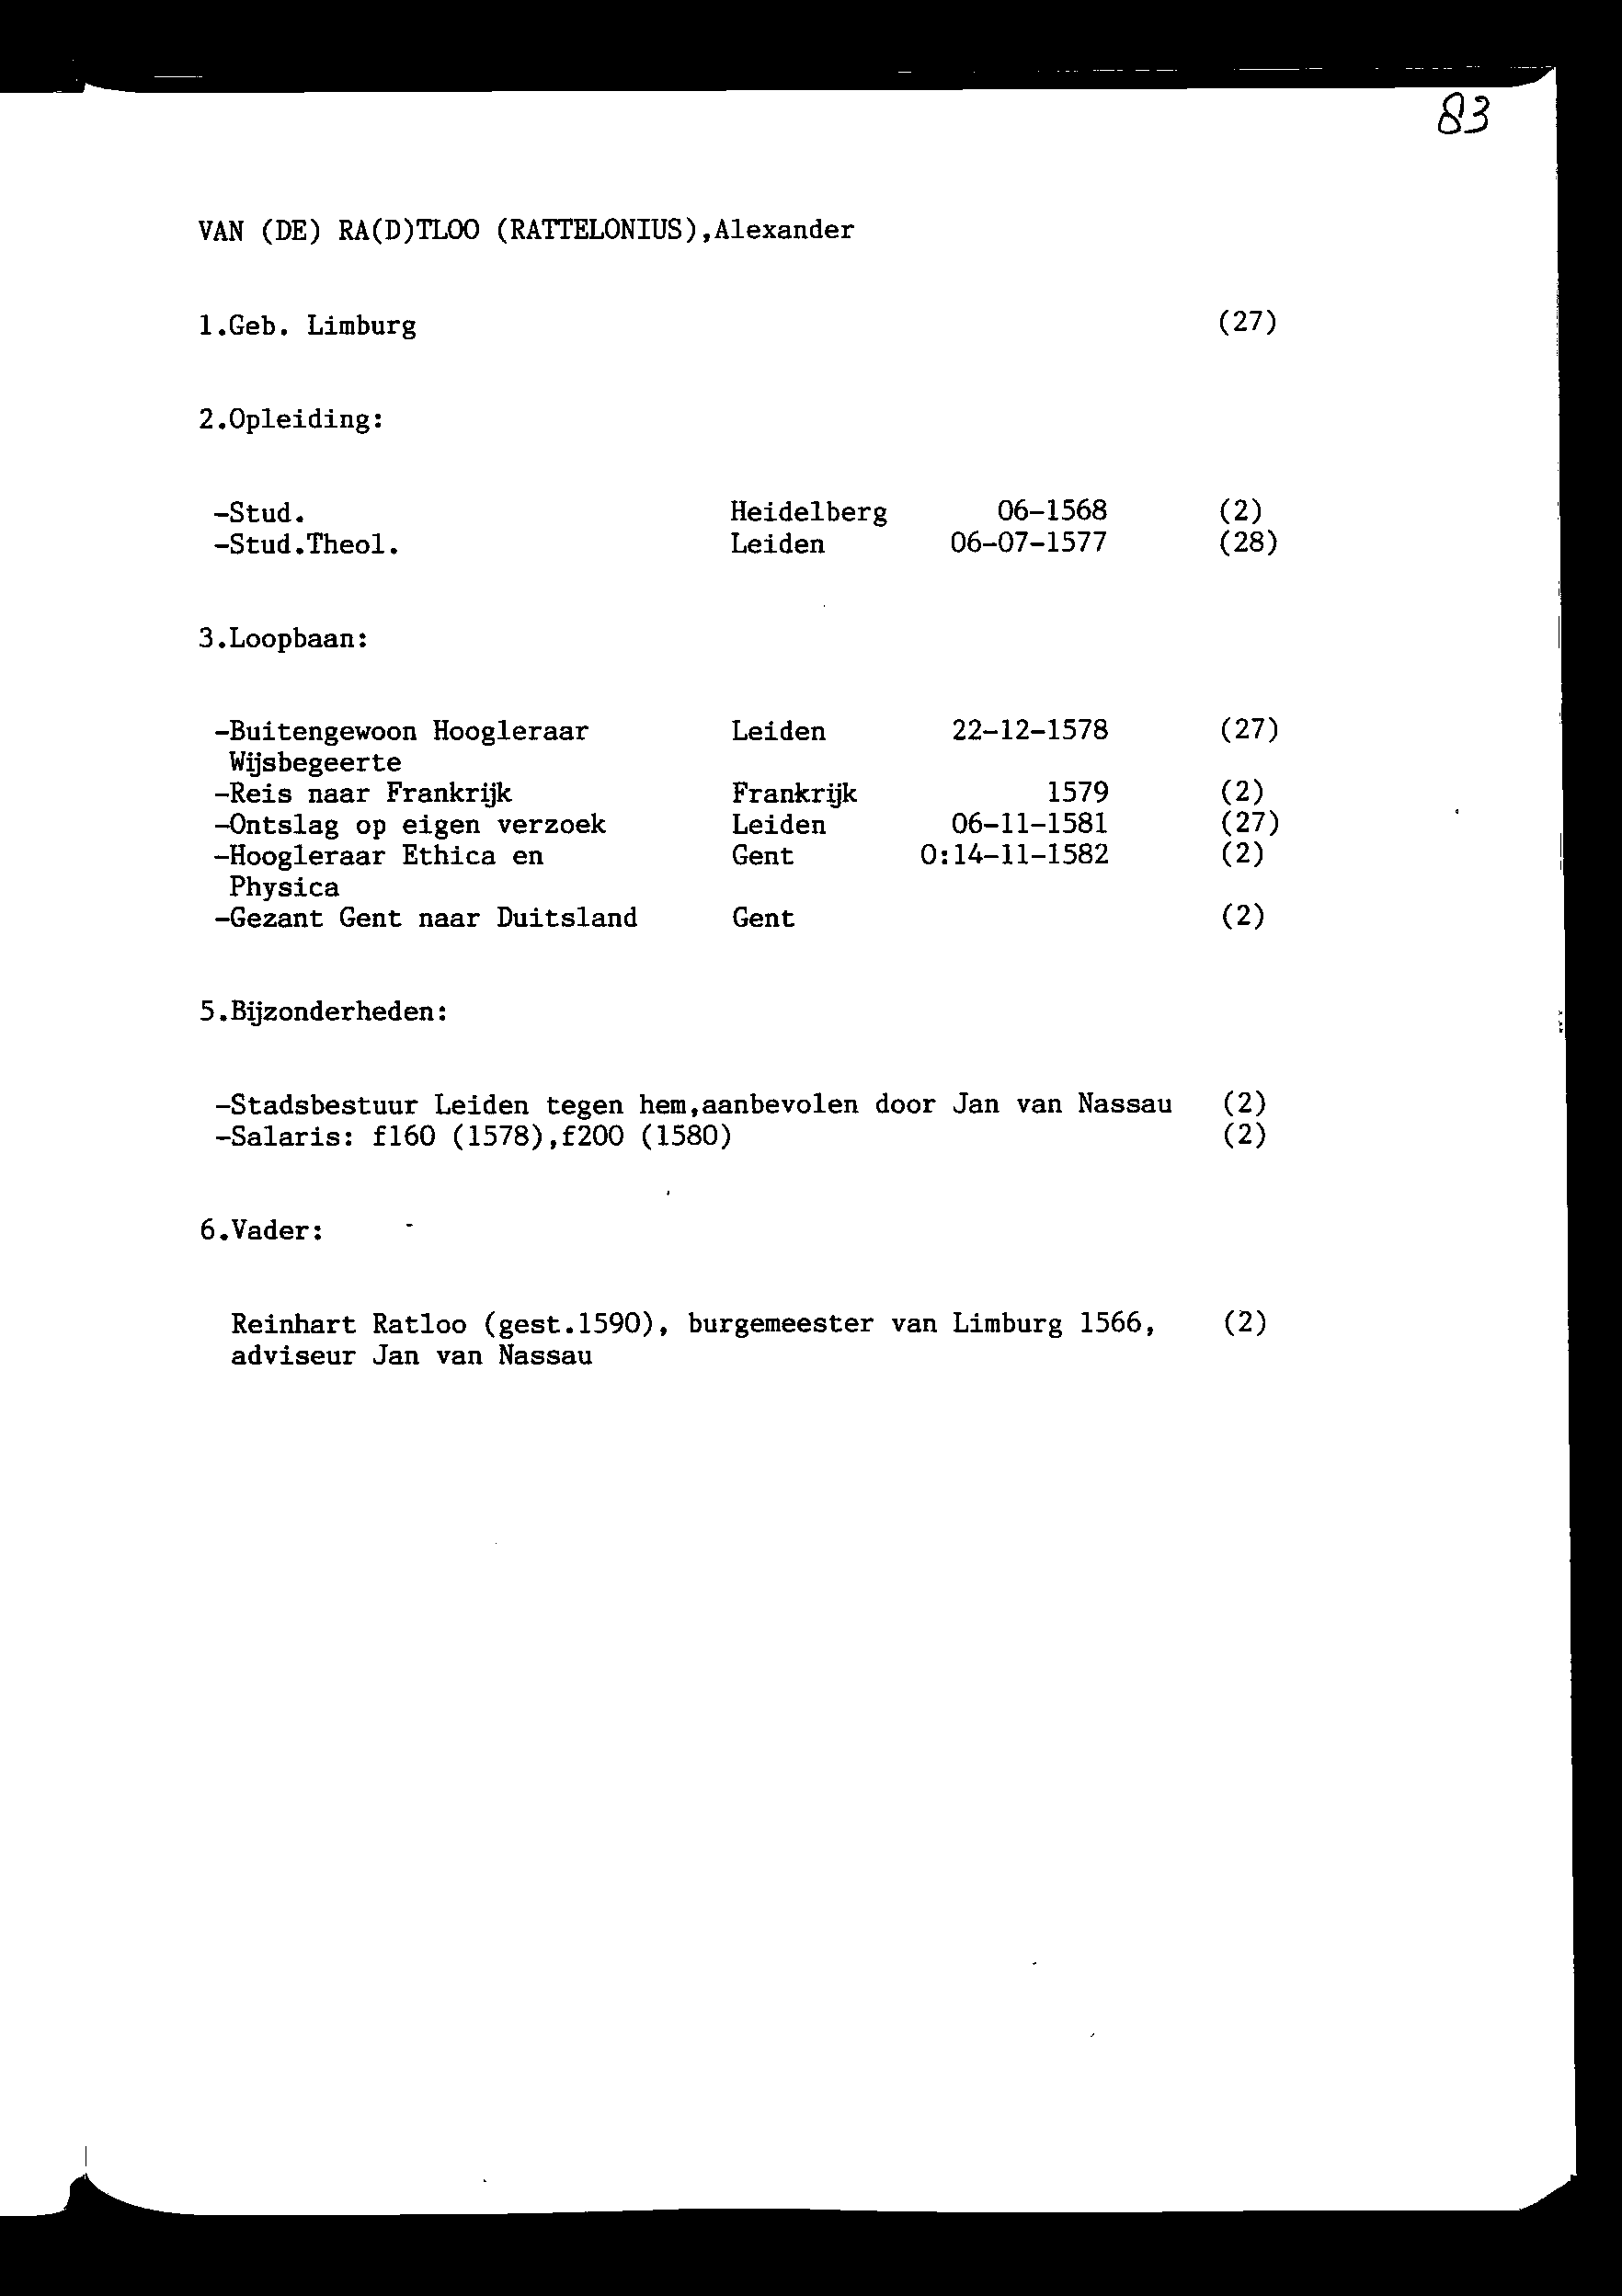 83
VAN (DE) RA(D)TLOO (RATTELONIUS),Alexander
1.Geb. Limburg (27)
2.Opleiding:
-Stud. Heidelberg 06-1568 (2)
-Stud.Theol. Leiden 06-07-1577 (28)
3.Loopbaan:
-Buitengewoon Hoogleraar Leiden 22-12-1578 (27)
Wijsbegeerte
-Reis naar Frankrijk Frankrijk 1579 (2)
-Ontslag op eigen verzoek Leiden 06-11-1581 (27)
-Hoogleraar Ethica en Gent O:14-11-1582 (2)
Physica
-Gezant Gent naar Duitsland Gent (2)
5.Bijzonderheden:
-Stadsbestuur Leiden tegen hem,aanbevolen door Jan van Nassau (2)
-Salaris: f160 (1578),f200 (1580) (2)
6.Vader:
Reinhart Ratloo (gest.1590), burgemeester van Limburg 1566, (2)
adviseur Jan van Nassau